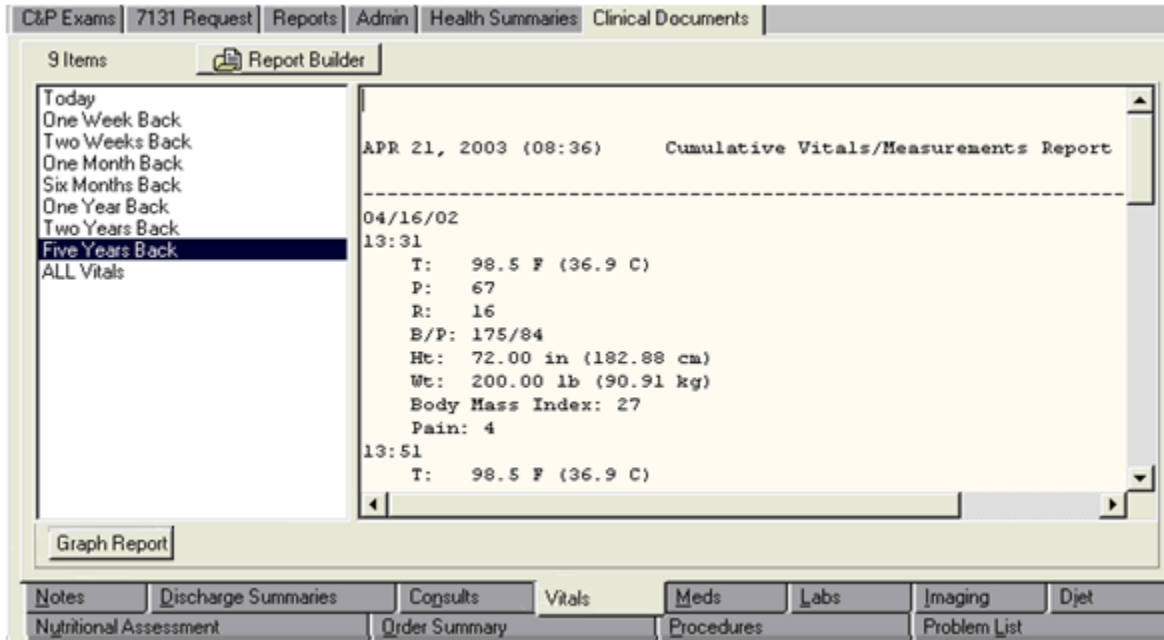 C&P Exams 7131 Request Reports Admin Health Summaries Clinical Documents
9 Items Report Builder
Today
One Week Back
Two Weeks Back
One Month Back
Six Months Back
One Year Back
Two Years Back
Five Years Back
ALL Vitals
APR 21, 2003 (08:36) Cumulative Vitals/Measurements Report
--------------------------------------------------------------------------------
04/16/02
13:31
T: 98.5 F (36.9 C)
P: 67
R: 16
B/P: 175/84
Ht: 72.00 in (182.88 cm)
Wt: 200.00 lb (90.91 kg)
Body Mass Index: 27
Pain: 4
13:51
T: 98.5 F (36.9 C)
Graph Report
Notes Discharge Summaries Consults Vitals Meds Labs Imaging Diet
Nutritional Assessment Order Summary Procedures Problem List